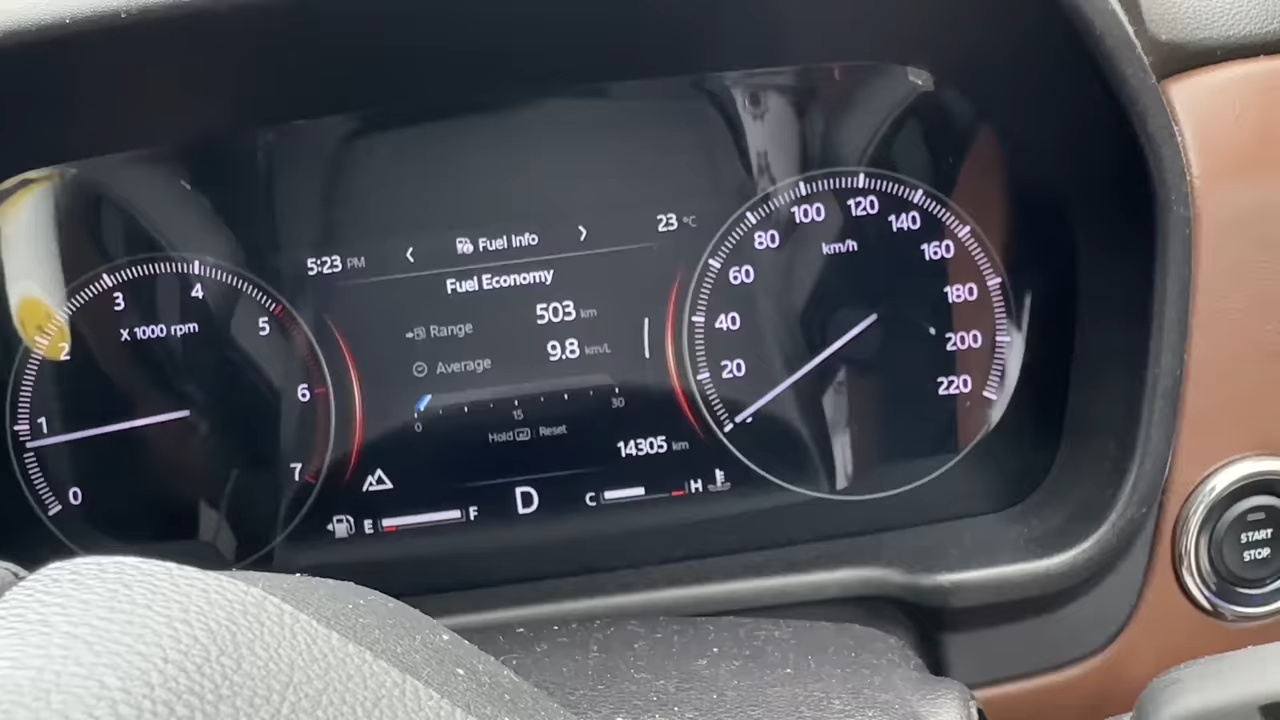 5:23 PM
Fuel Info
23 °C
Fuel Economy
Range 503 km
Average 9.8 km/L
0 15 30
Hold : Reset
14305 km
E F
D
C H
0
1
2
3
4
5
6
7
X 1000 rpm
20
40
60
80
100
120
140
160
180
200
220
km/h
START
STOP